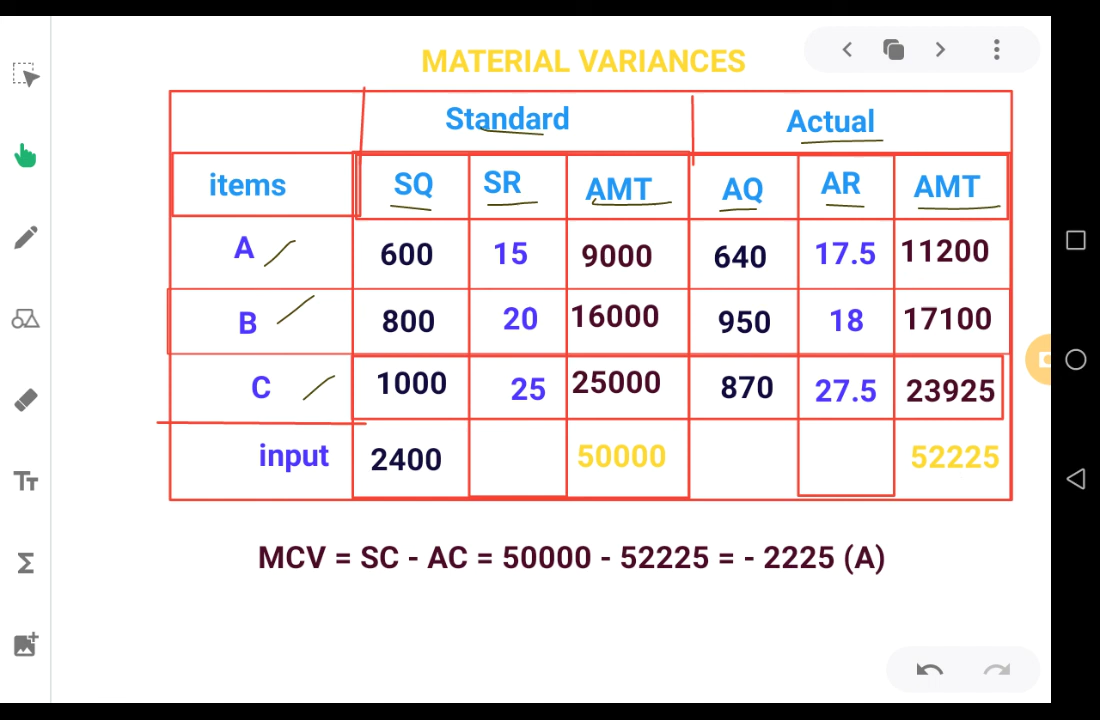 MATERIAL VARIANCES
Standard Actual
items SQ SR AMT AQ AR AMT
A 600 15 9000 640 17.5 11200
B 800 20 16000 950 18 17100
C 1000 25 25000 870 27.5 23925
input 2400 50000 52225
MCV = SC - AC = 50000 - 52225 = - 2225 (A)
Tт
Σ